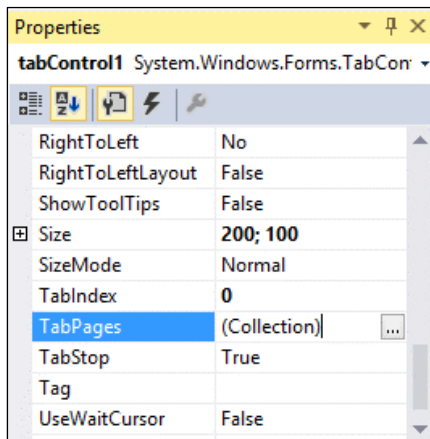 Properties
tabControl1 System.Windows.Forms.TabCon
RightToLeft No
RightToLeftLayout False
ShowToolTips False
Size 200; 100
SizeMode Normal
TabIndex 0
TabPages (Collection) ...
TabStop True
Tag
UseWaitCursor False